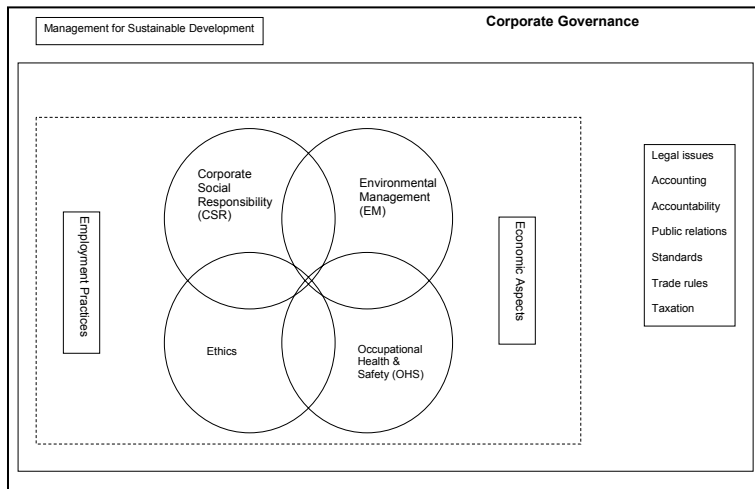 Management for Sustainable Development
Corporate Governance
Corporate
Social
Responsibility
(CSR)
Environmental
Management
(EM)
Employment Practices
Economic Aspects
Ethics
Occupational
Health &
Safety (OHS)
Legal issues
Accounting
Accountability
Public relations
Standards
Trade rules
Taxation